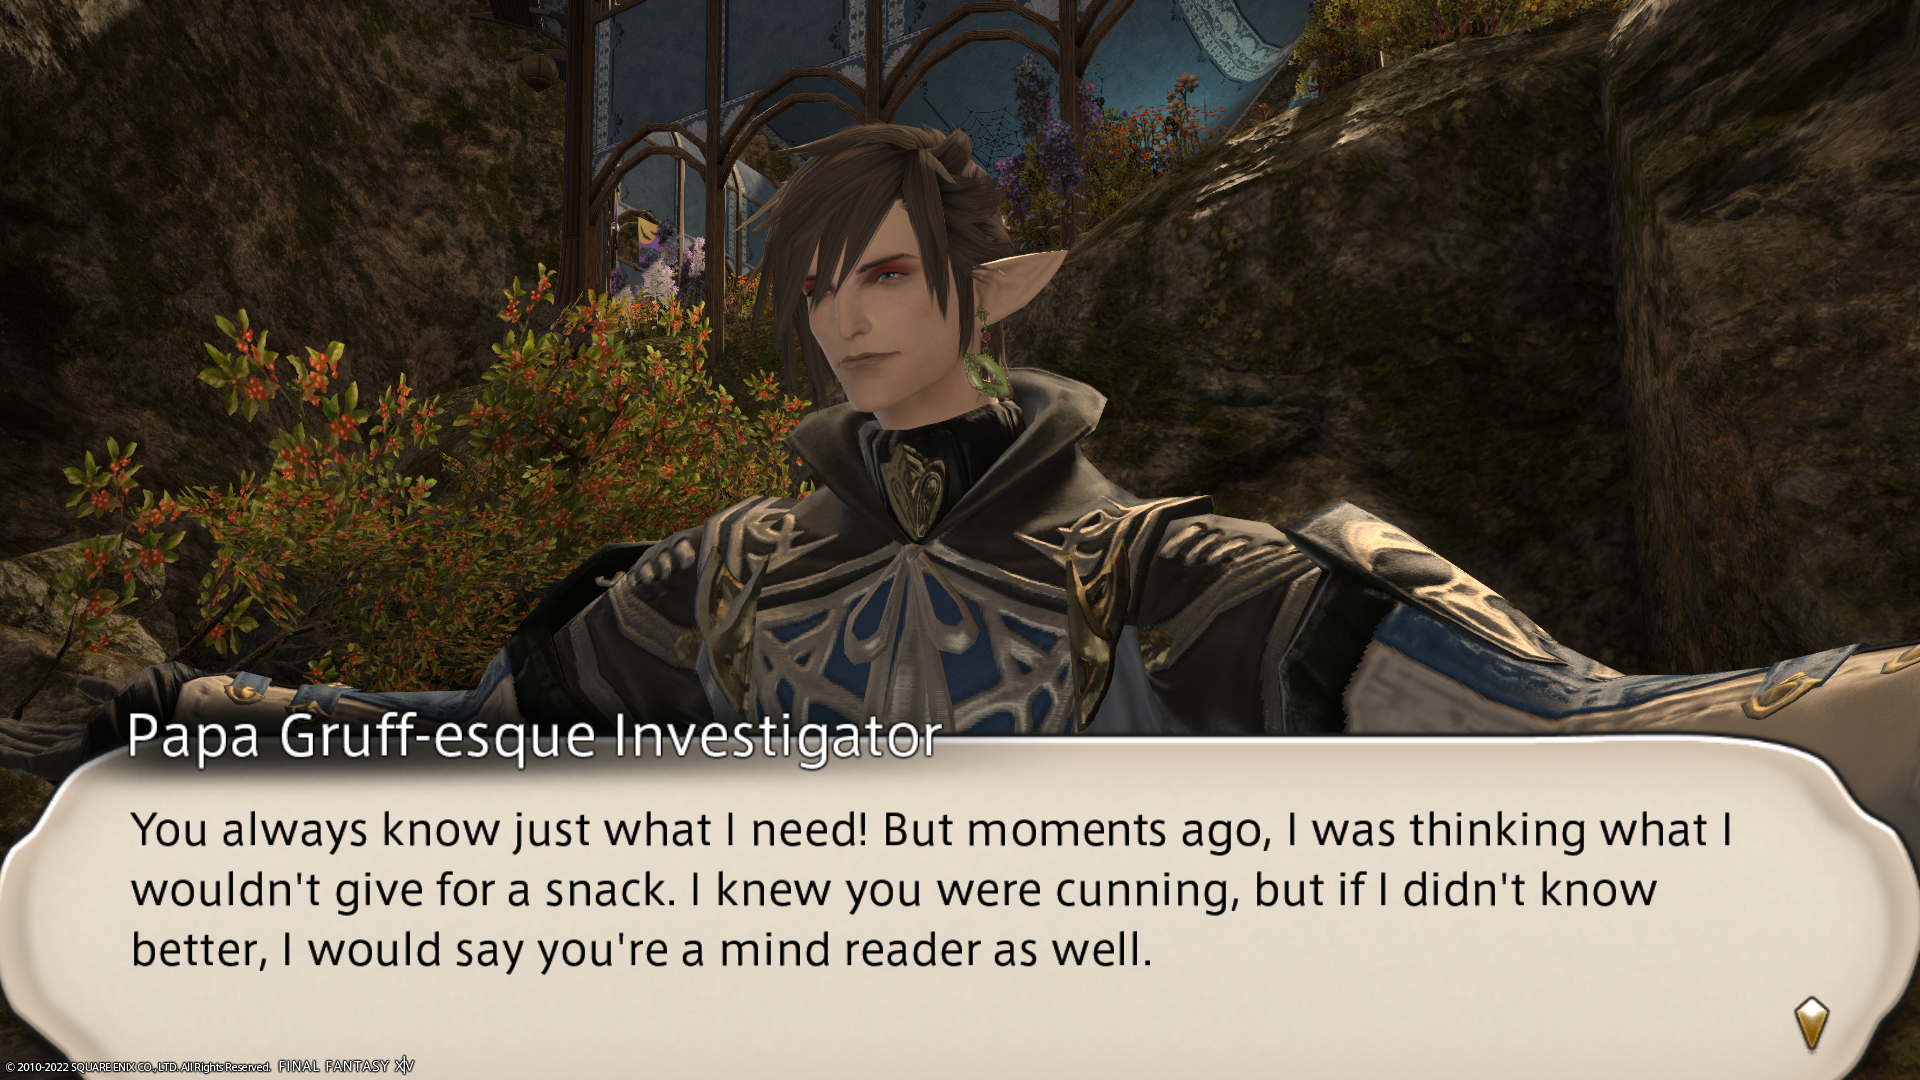 Papa Gruff-esque Investigator
You always know just what I need! But moments ago, I was thinking what I
wouldn't give for a snack. I knew you were cunning, but if I didn't know
better, I would say you're a mind reader as well.
© 2010-2022 SQUARE ENIX CO., LTD. All Rights Reserved. FINAL FANTASY XIV